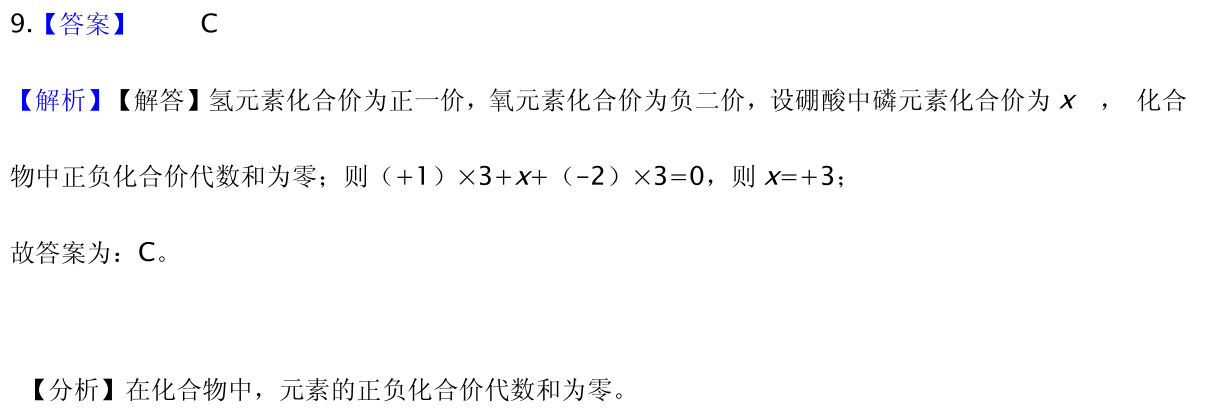 9.【答案】 C
【解析】【解答】氢元素化合价为正一价，氧元素化合价为负二价，设硼酸中磷元素化合价为 x ， 化合
物中正负化合价代数和为零；则（+1）×3+x+（-2）×3=0，则 x=+3；
故答案为：C。
【分析】在化合物中，元素的正负化合价代数和为零。